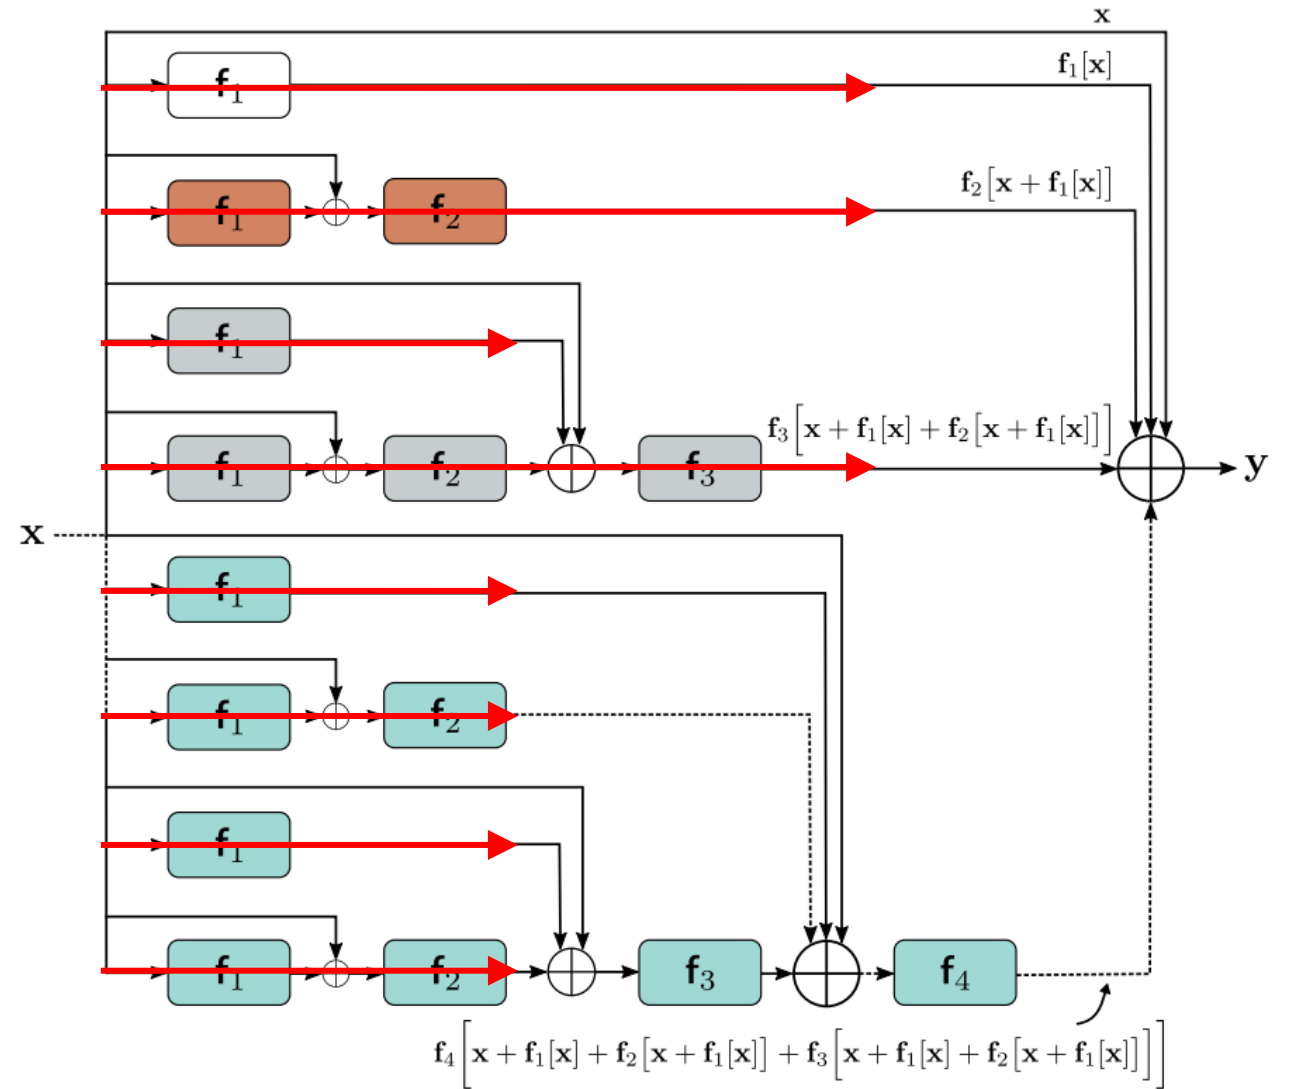 x
f₁[x]
f₁
f₂[x + f₁[x]]
f₁ f₂
f₁
f₃[x + f₁[x] + f₂[x + f₁[x]]]
f₁ f₂ f₃ y
x
f₁
f₁ f₂
f₁
f₁ f₂ f₃ f₄
f₄[x + f₁[x] + f₂[x + f₁[x]] + f₃[x + f₁[x] + f₂[x + f₁[x]]]]